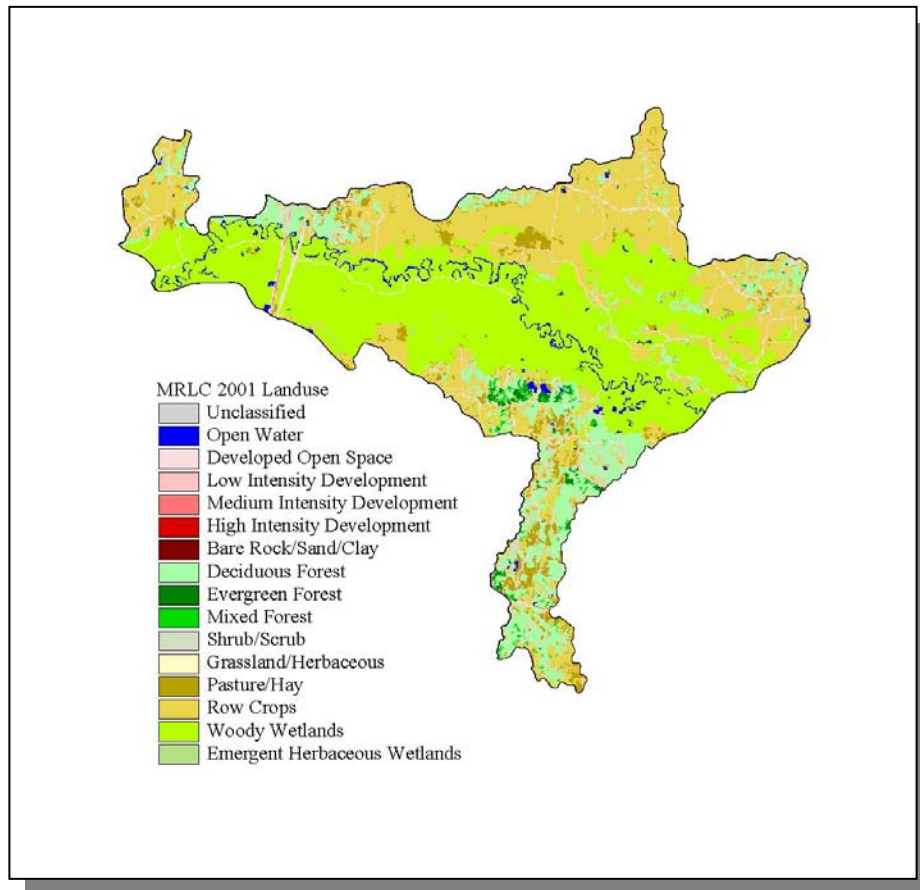 MRLC 2001 Landuse
Unclassified
Open Water
Developed Open Space
Low Intensity Development
Medium Intensity Development
High Intensity Development
Bare Rock/Sand/Clay
Deciduous Forest
Evergreen Forest
Mixed Forest
Shrub/Scrub
Grassland/Herbaceous
Pasture/Hay
Row Crops
Woody Wetlands
Emergent Herbaceous Wetlands